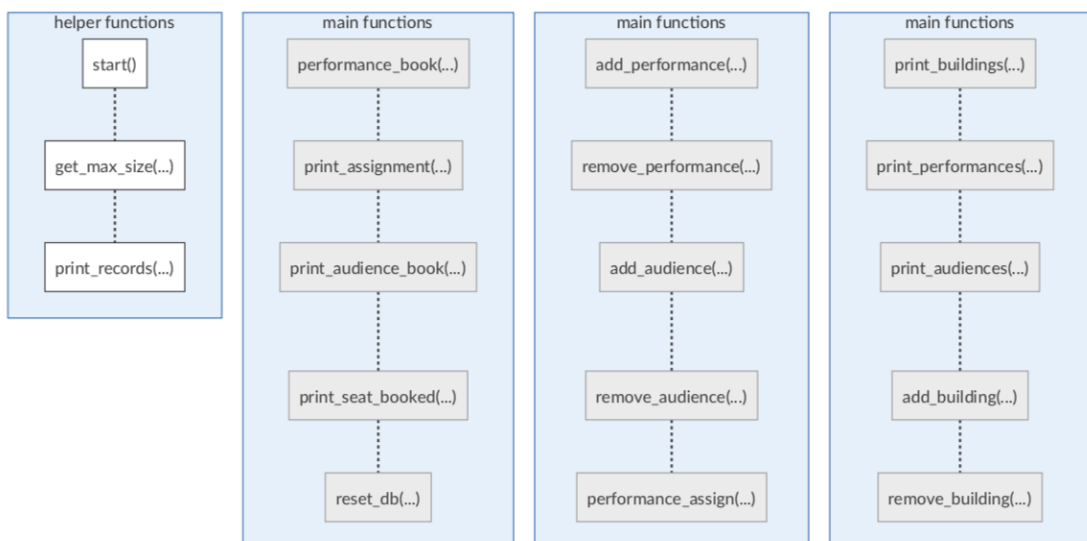 helper functions
start()
get_max_size(...)
print_records(...)
main functions
performance_book(...)
print_assignment(...)
print_audience_book(...)
print_seat_booked(...)
reset_db(...)
main functions
add_performance(...)
remove_performance(...)
add_audience(...)
remove_audience(...)
performance_assign(...)
main functions
print_buildings(...)
print_performances(...)
print_audiences(...)
add_building(...)
remove_building(...)